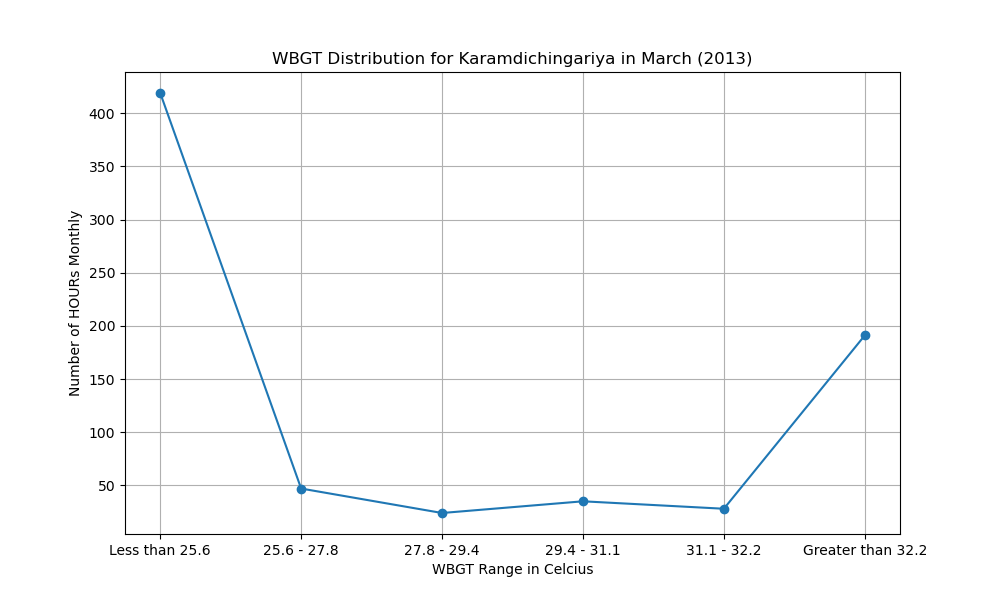 WBGT Distribution for Karamdichingariya in March (2013)
Number of HOURs Monthly
400
350
300
250
200
150
100
50
Less than 25.6
25.6 - 27.8
27.8 - 29.4
29.4 - 31.1
31.1 - 32.2
Greater than 32.2
WBGT Range in Celcius